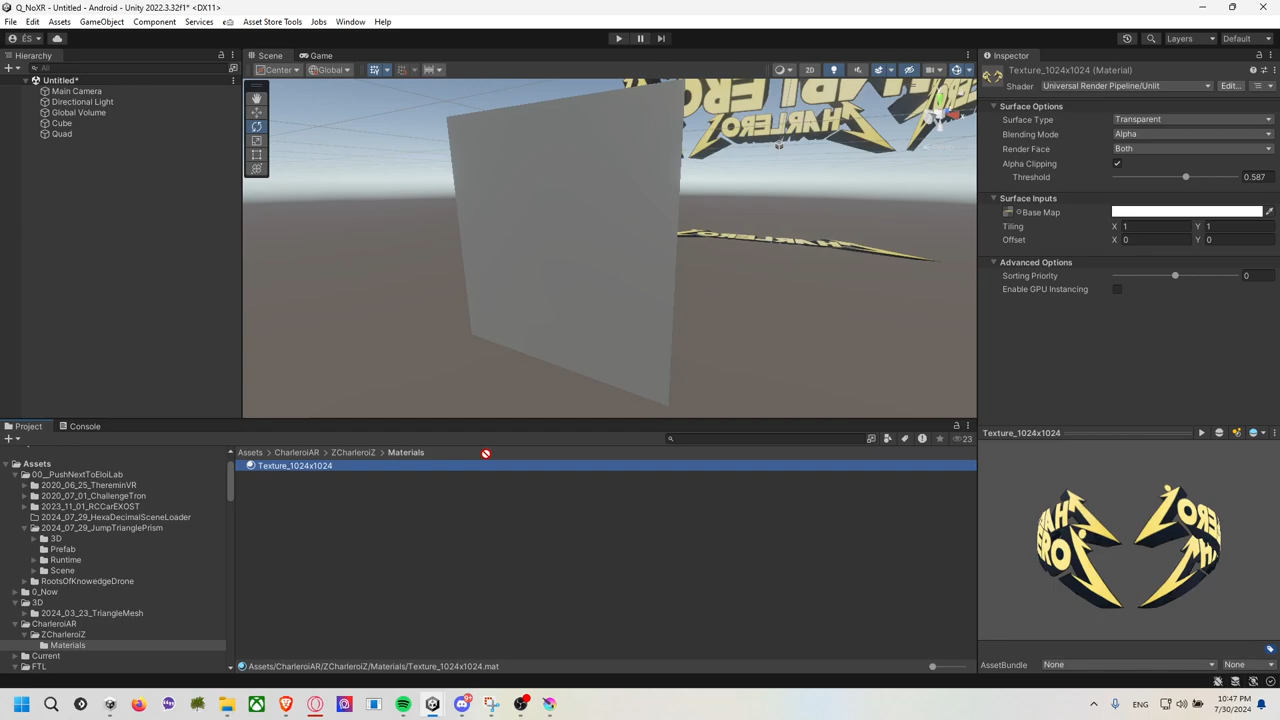 Q_NoXR - Untitled - Android - Unity 2022.3.32f1* <DX11>
File Edit Assets GameObject Component Services Asset Store Tools Jobs Window Help
ÉS Layers Default
Hierarchy
All
Untitled*
Main Camera
Directional Light
Global Volume
Cube
Quad
Scene Game
Center Global 2D
CHARLEROI
Inspector
Texture_1024x1024 (Material)
Shader Universal Render Pipeline/Unlit Edit...
Surface Options
Surface Type Transparent
Blending Mode Alpha
Render Face Both
Alpha Clipping
Threshold 0.587
Surface Inputs
Base Map
Tiling X 1 Y 1
Offset X 0 Y 0
Advanced Options
Sorting Priority 0
Enable GPU Instancing
Project Console
23
Assets
00__PushNextToEloiLab
2020_06_25_ThereminVR
2020_07_01_ChallengeTron
2023_11_01_RCCarEXOST
2024_07_29_HexaDecimalSceneLoader
2024_07_29_JumpTrianglePrism
3D
Prefab
Runtime
Scene
RootsOfKnowedgeDrone
0_Now
3D
2024_03_23_TriangleMesh
CharleroiAR
ZCharleroiZ
Materials
Current
FTL
Assets > CharleroiAR > ZCharleroiZ > Materials
Texture_1024x1024
Assets/CharleroiAR/ZCharleroiZ/Materials/Texture_1024x1024.mat
Texture_1024x1024
AssetBundle None None
10:47 PM
7/30/2024